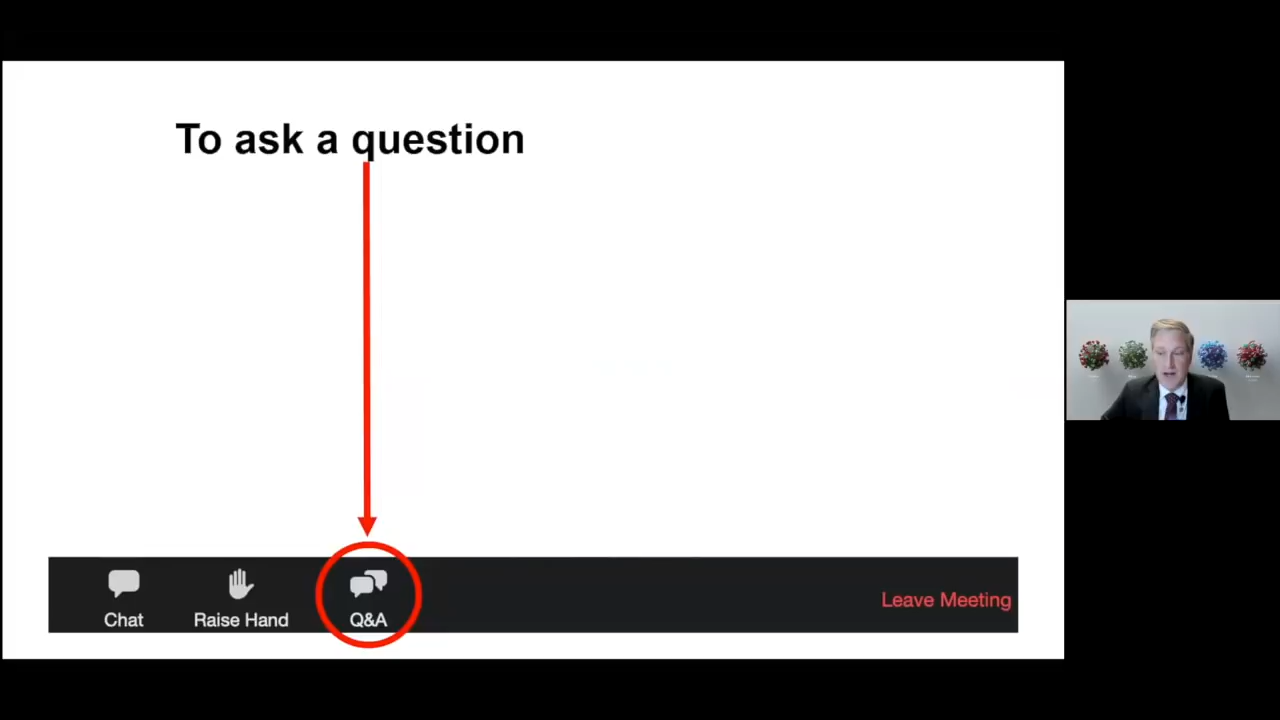 To ask a question
Chat
Raise Hand
Q&A
Leave Meeting